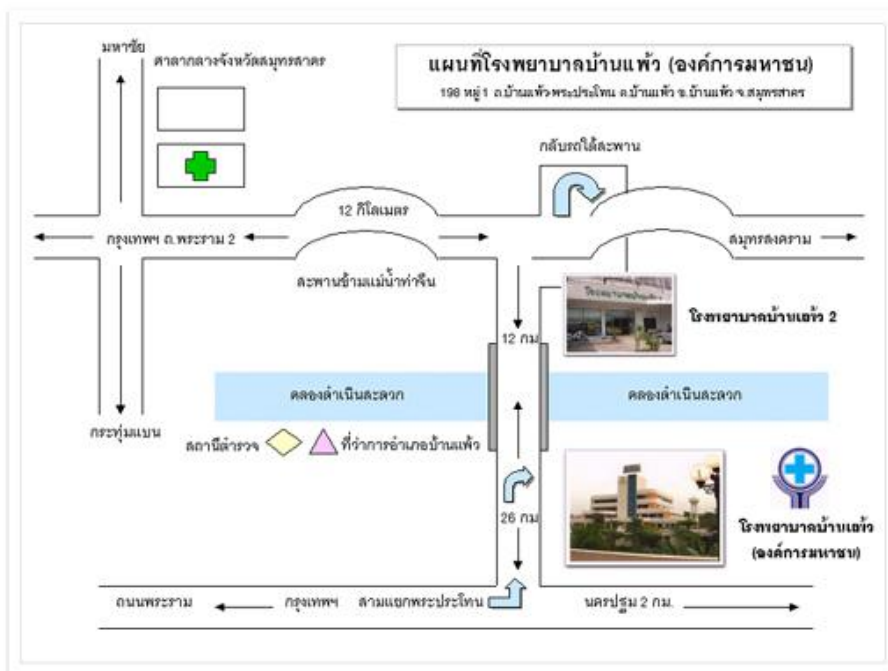 มหาชัย
ศาลากลางจังหวัดสมุทรสาคร
แผนที่โรงพยาบาลบ้านแพ้ว (องค์การมหาชน)
198 หมู่ 1 ถ.บ้านแพ้วพระประโทน ต.บ้านแพ้ว อ.บ้านแพ้ว จ.สมุทรสาคร
กลับรถใต้สะพาน
12 กิโลเมตร
กรุงเทพฯ ถ.พระราม 2
สมุทรสงคราม
สะพานข้ามแม่น้ำท่าจีน
โรงพยาบาลบ้านแพ้ว 2
12 กม
คลองดำเนินสะดวก
คลองดำเนินสะดวก
กระทุ่มแบน
สถานีตำรวจ
ที่ว่าการอำเภอบ้านแพ้ว
26 กม
โรงพยาบาลบ้านแพ้ว
(องค์การมหาชน)
ถนนพระราม
กรุงเทพฯ
สามแยกพระประโทน
นครปฐม 2 กม.